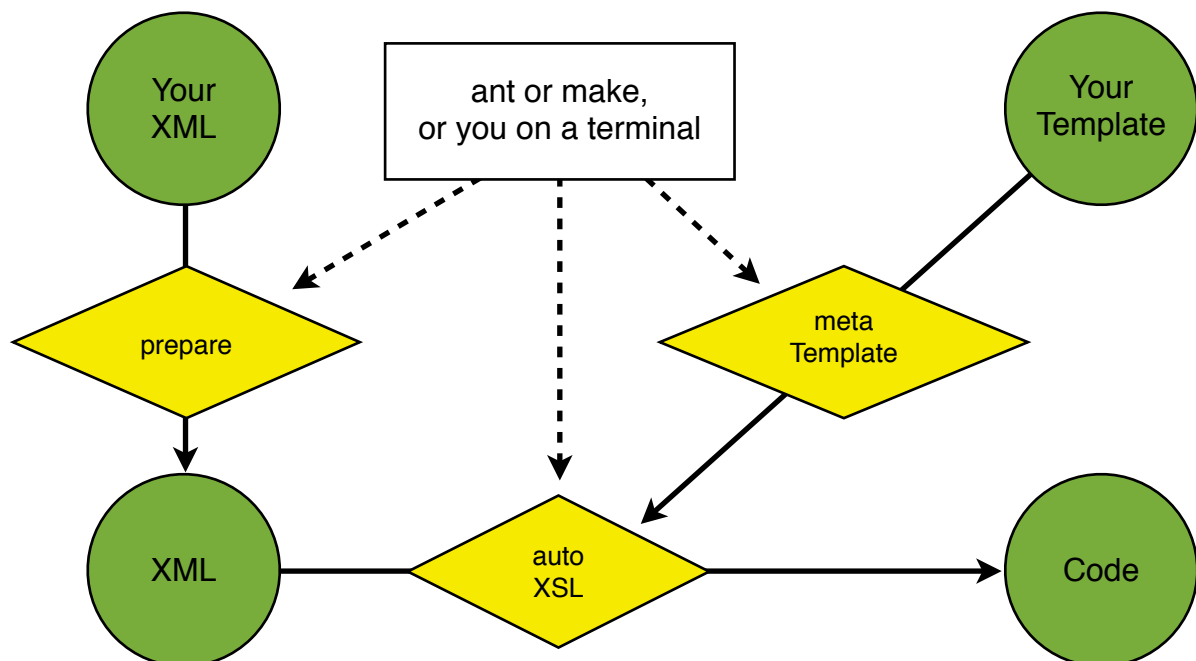 Your
XML
ant or make,
or you on a terminal
Your
Template
prepare
meta
Template
XML
auto
XSL
Code